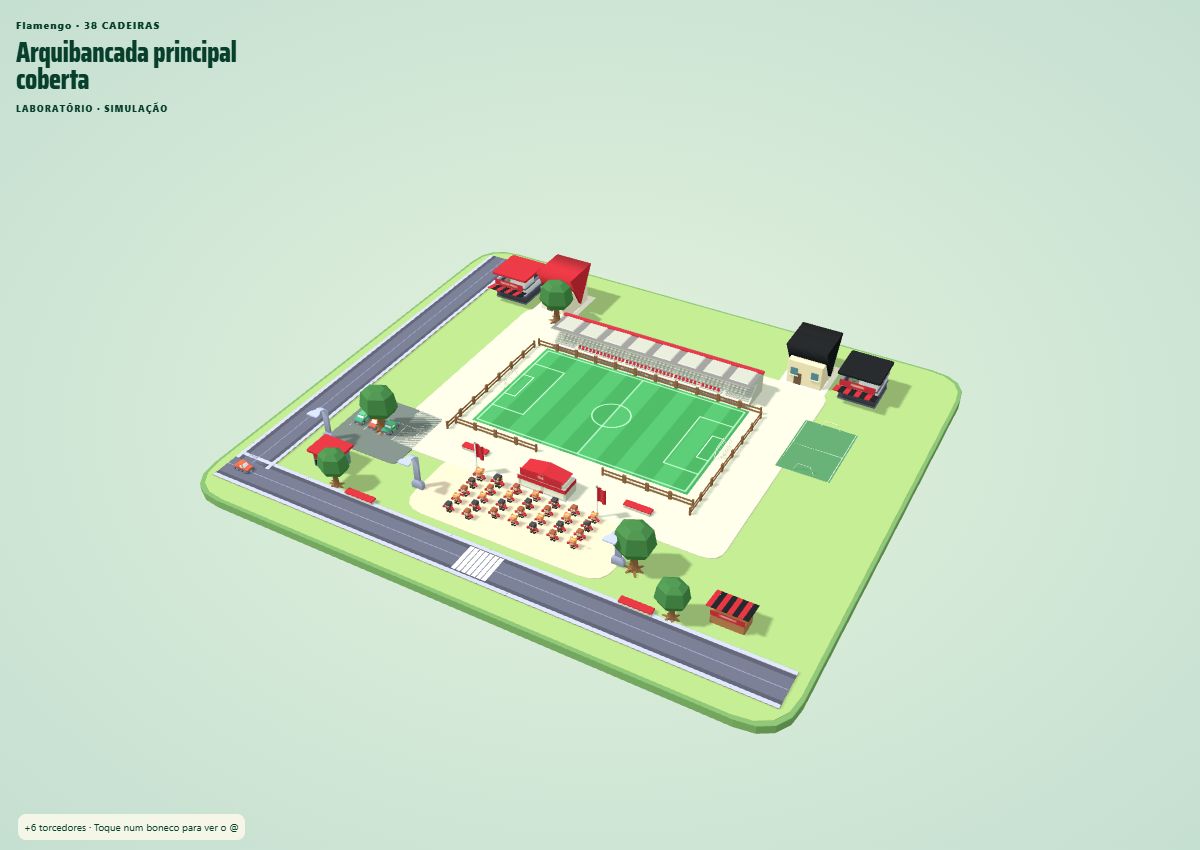 Flamengo · 38 CADEIRAS
Arquibancada principal
coberta
LABORATÓRIO · SIMULAÇÃO
+6 torcedores · Toque num boneco para ver o @